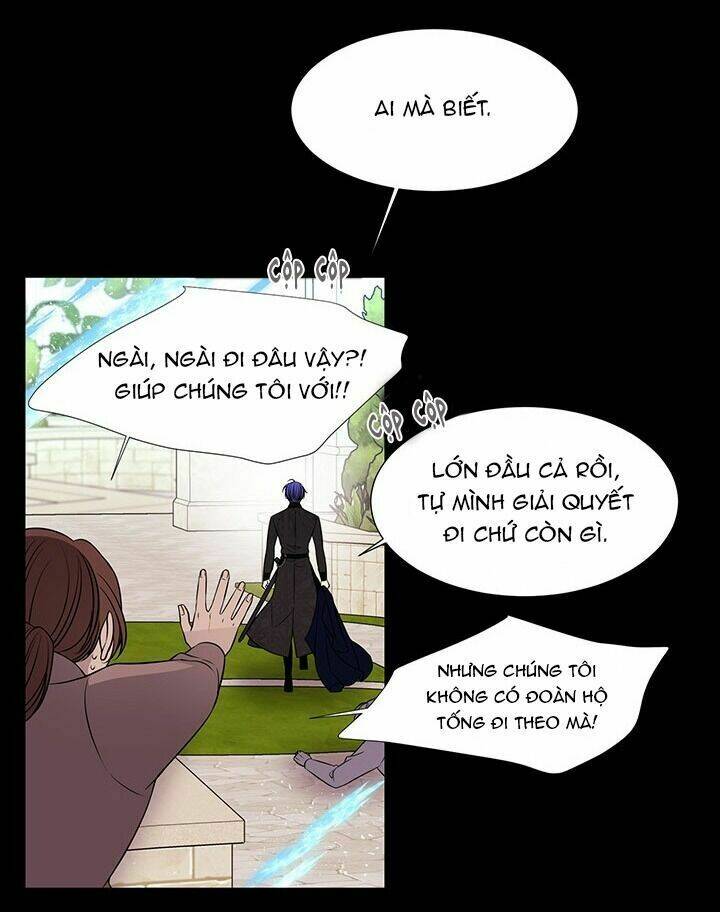 AI MÀ BIẾT.
CỘP CỘP
NGÀI, NGÀI ĐI ĐÂU VẬY?!
GIÚP CHÚNG TÔI VỚI!!
CỘP CỘP
LỚN ĐẦU CẢ RỒI,
TỰ MÌNH GIẢI QUYẾT
ĐI CHỨ CÒN GÌ.
NHƯNG CHÚNG TÔI
KHÔNG CÓ ĐOÀN HỘ
TỐNG ĐI THEO MÀ!